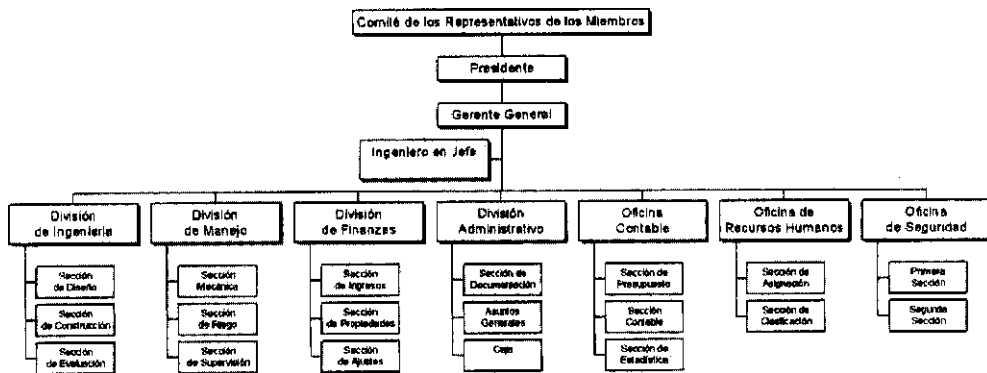 Comité de los Representativos de los Miembros
Presidente
Gerente General
Ingeniero en Jefe
División
de Ingeniería
Sección
de Diseño
Sección
de Construcción
Sección
de Evaluación
División
de Manejo
Sección
Mecánica
Sección
de Riego
Sección
de Supervisión
División
de Finanzas
Sección
de Ingresos
Sección
de Propiedades
Sección
de Ajustes
División
Administrativo
Sección de
Documentación
Asuntos
Generales
Caja
Oficina
Contable
Sección de
Presupuesto
Sección
Contable
Sección de
Estadística
Oficina de
Recursos Humanos
Sección de
Asignación
Sección de
Clasificación
Oficina
de Seguridad
Primera
Sección
Segunda
Sección